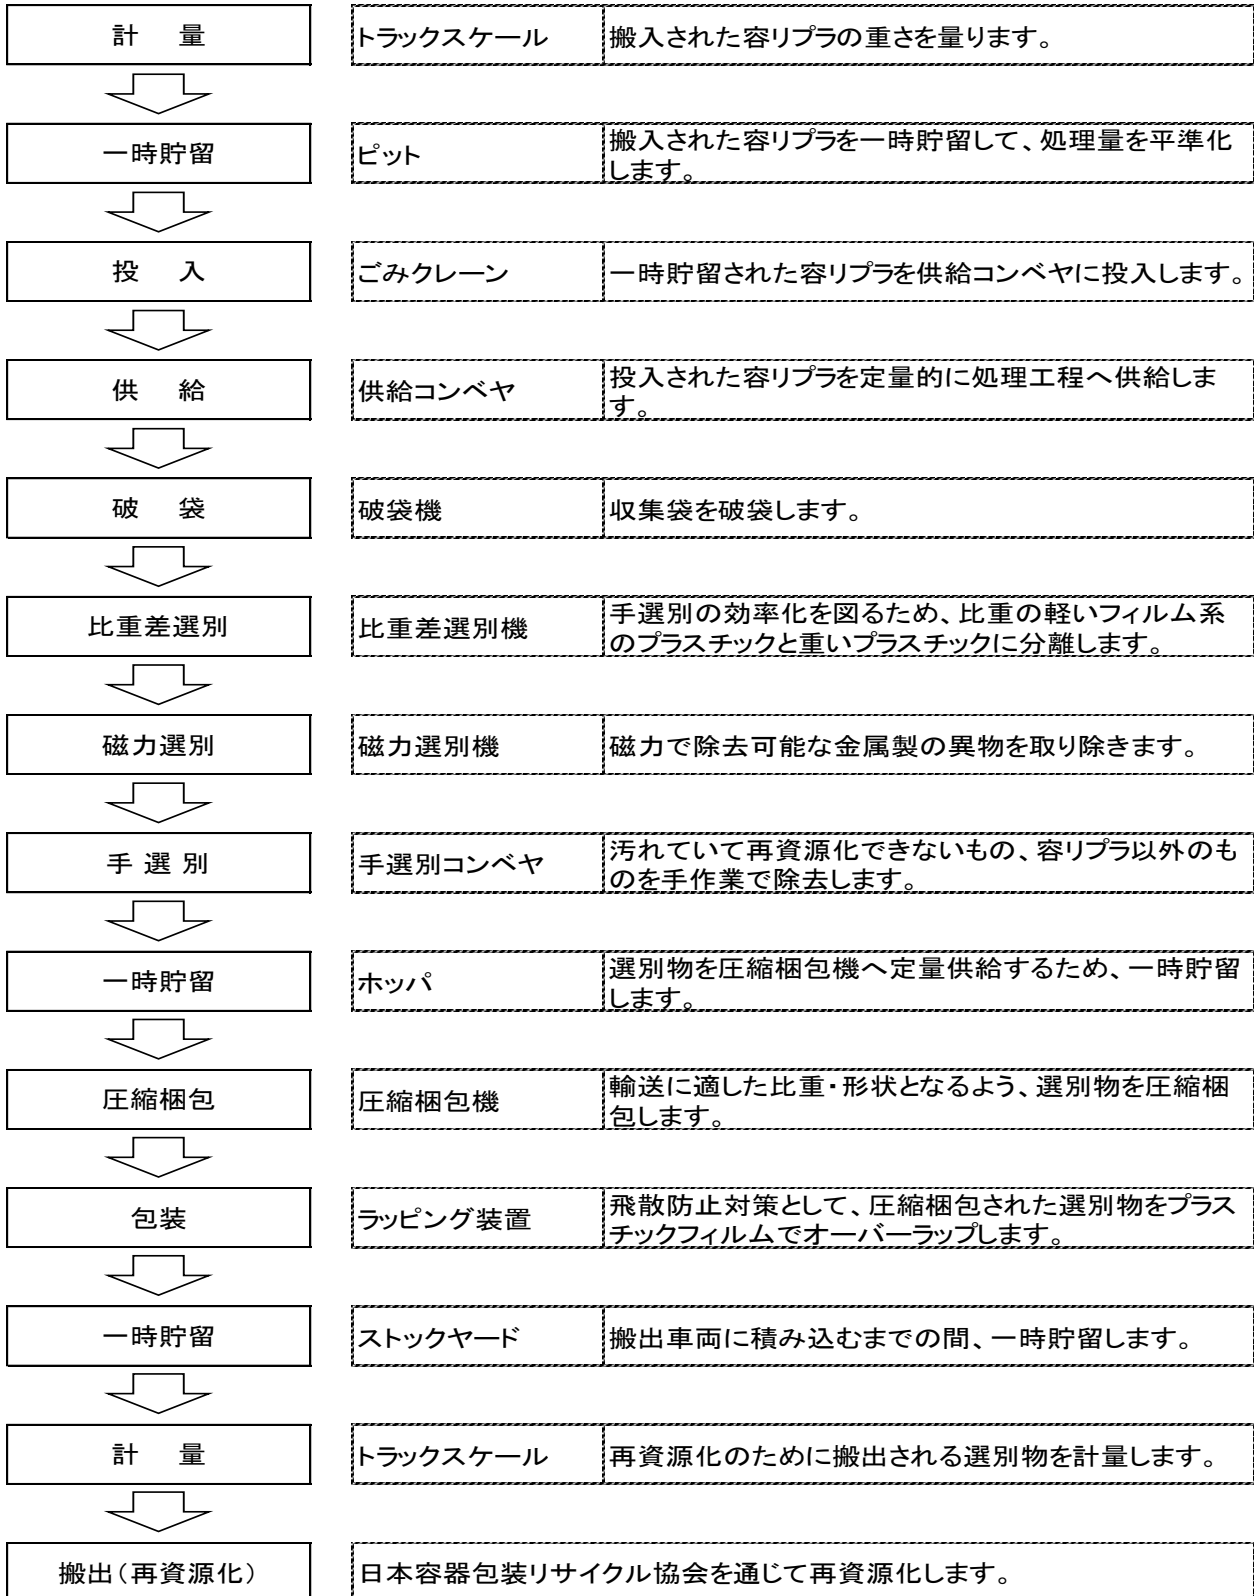 計 量
トラックスケール
搬入された容リプラの重さを量ります。
一時貯留
ピット
搬入された容リプラを一時貯留して、処理量を平準化
します。
投 入
ごみクレーン
一時貯留された容リプラを供給コンベヤに投入します。
供 給
供給コンベヤ
投入された容リプラを定量的に処理工程へ供給しま
す。
破 袋
破袋機
収集袋を破袋します。
比重差選別
比重差選別機
手選別の効率化を図るため、比重の軽いフィルム系
のプラスチックと重いプラスチックに分離します。
磁力選別
磁力選別機
磁力で除去可能な金属製の異物を取り除きます。
手 選 別
手選別コンベヤ
汚れていて再資源化できないもの、容リプラ以外のも
のを手作業で除去します。
一時貯留
ホッパ
選別物を圧縮梱包機へ定量供給するため、一時貯留
します。
圧縮梱包
圧縮梱包機
輸送に適した比重・形状となるよう、選別物を圧縮梱
包します。
包装
ラッピング装置
飛散防止対策として、圧縮梱包された選別物をプラス
チックフィルムでオーバーラップします。
一時貯留
ストックヤード
搬出車両に積み込むまでの間、一時貯留します。
計 量
トラックスケール
再資源化のために搬出される選別物を計量します。
搬出(再資源化)
日本容器包装リサイクル協会を通じて再資源化します。